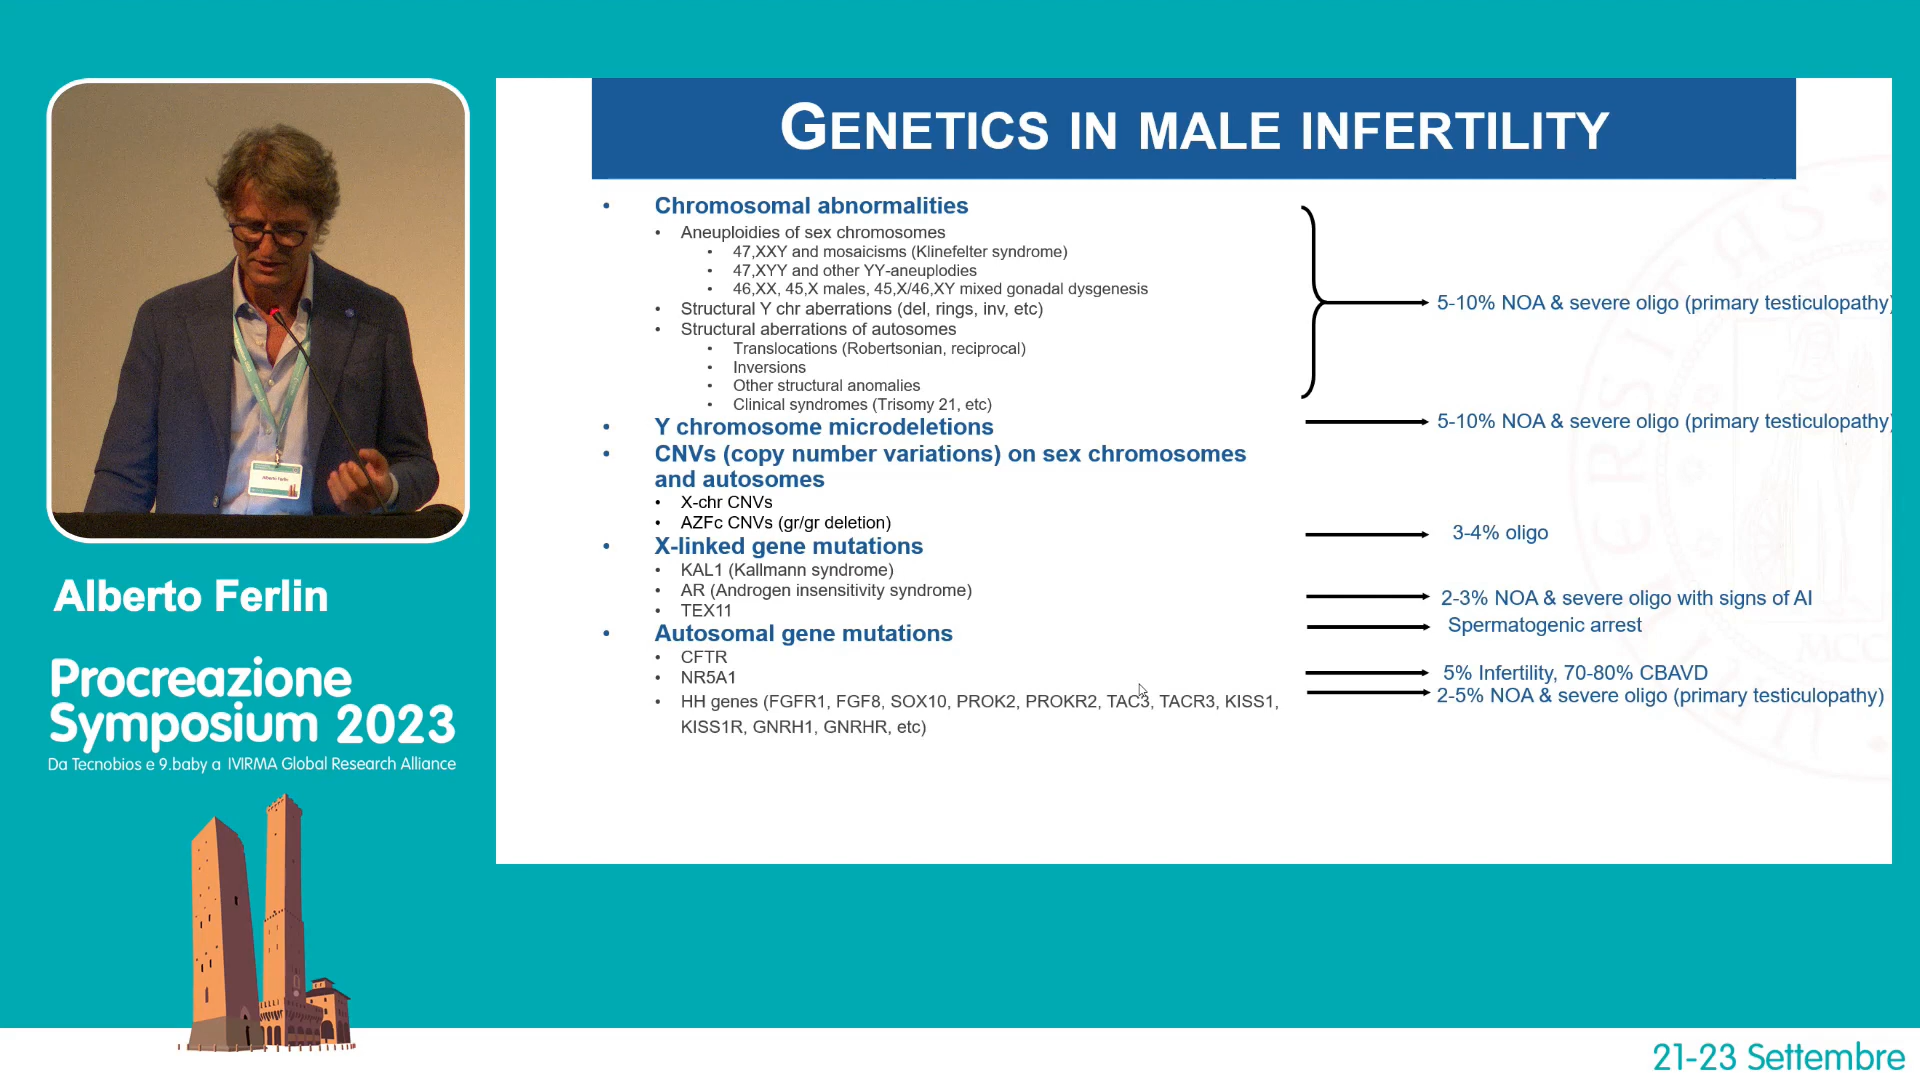 GENETICS IN MALE INFERTILITY
• Chromosomal abnormalities
• Aneuploidies of sex chromosomes
• 47,XXY and mosaicisms (Klinefelter syndrome)
• 47,XYY and other YY-aneuplodies
• 46,XX, 45,X males, 45,X/46,XY mixed gonadal dysgenesis
• Structural Y chr aberrations (del, rings, inv, etc)
• Structural aberrations of autosomes
• Translocations (Robertsonian, reciprocal)
• Inversions
• Other structural anomalies
• Clinical syndromes (Trisomy 21, etc)
5-10% NOA & severe oligo (primary testiculopathy)
• Y chromosome microdeletions
5-10% NOA & severe oligo (primary testiculopathy)
• CNVs (copy number variations) on sex chromosomes
and autosomes
• X-chr CNVs
• AZFc CNVs (gr/gr deletion)
3-4% oligo
• X-linked gene mutations
• KAL1 (Kallmann syndrome)
• AR (Androgen insensitivity syndrome)
2-3% NOA & severe oligo with signs of AI
• TEX11
Spermatogenic arrest
• Autosomal gene mutations
• CFTR
5% Infertility, 70-80% CBAVD
• NR5A1
2-5% NOA & severe oligo (primary testiculopathy)
• HH genes (FGFR1, FGF8, SOX10, PROK2, PROKR2, TAC3, TACR3, KISS1,
KISS1R, GNRH1, GNRHR, etc)
Alberto Ferlin
Alberto Ferlin
Procreazione
Symposium 2023
Da Tecnobios e 9.baby a IVIRMA Global Research Alliance
21-23 Settembre